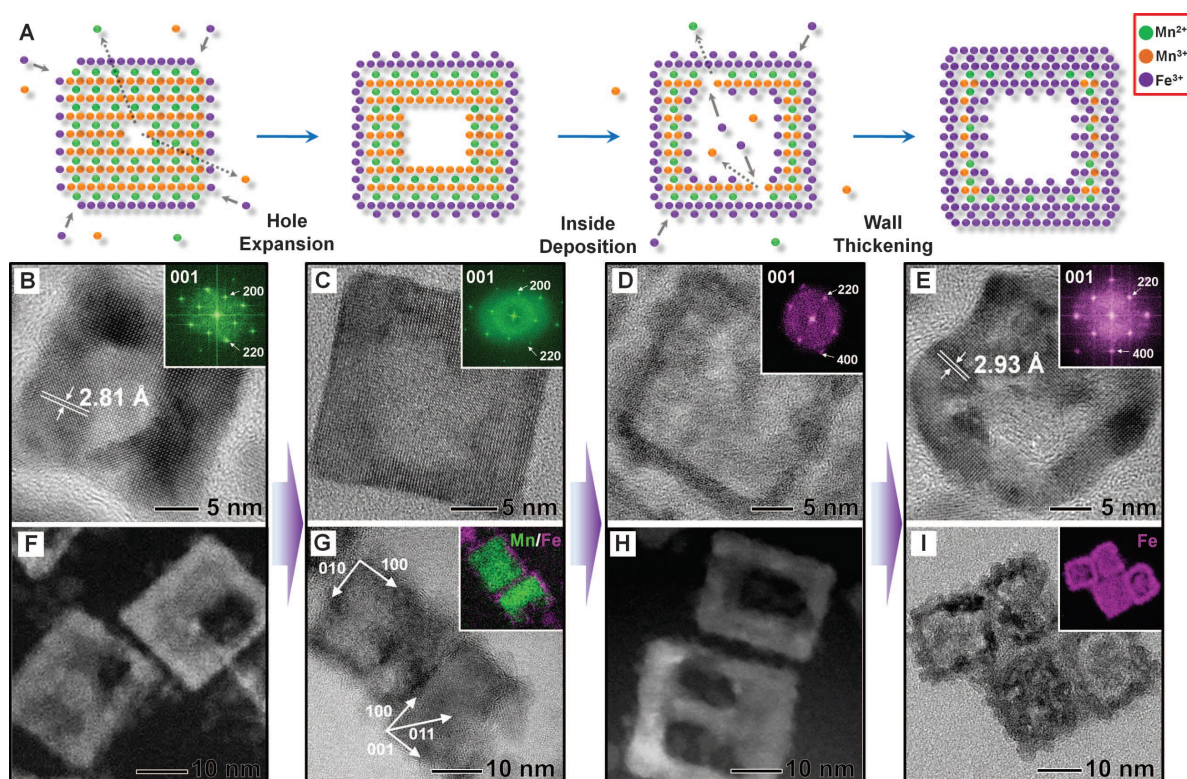 A
Mn²⁺
Mn³⁺
Fe³⁺
Hole
Expansion
Inside
Deposition
Wall
Thickening
B
001
200
220
2.81 Å
5 nm
C
001
200
220
5 nm
D
001
220
400
5 nm
E
001
220
400
2.93 Å
5 nm
F
10 nm
G
Mn/Fe
010
100
100
011
001
10 nm
H
10 nm
I
Fe
10 nm